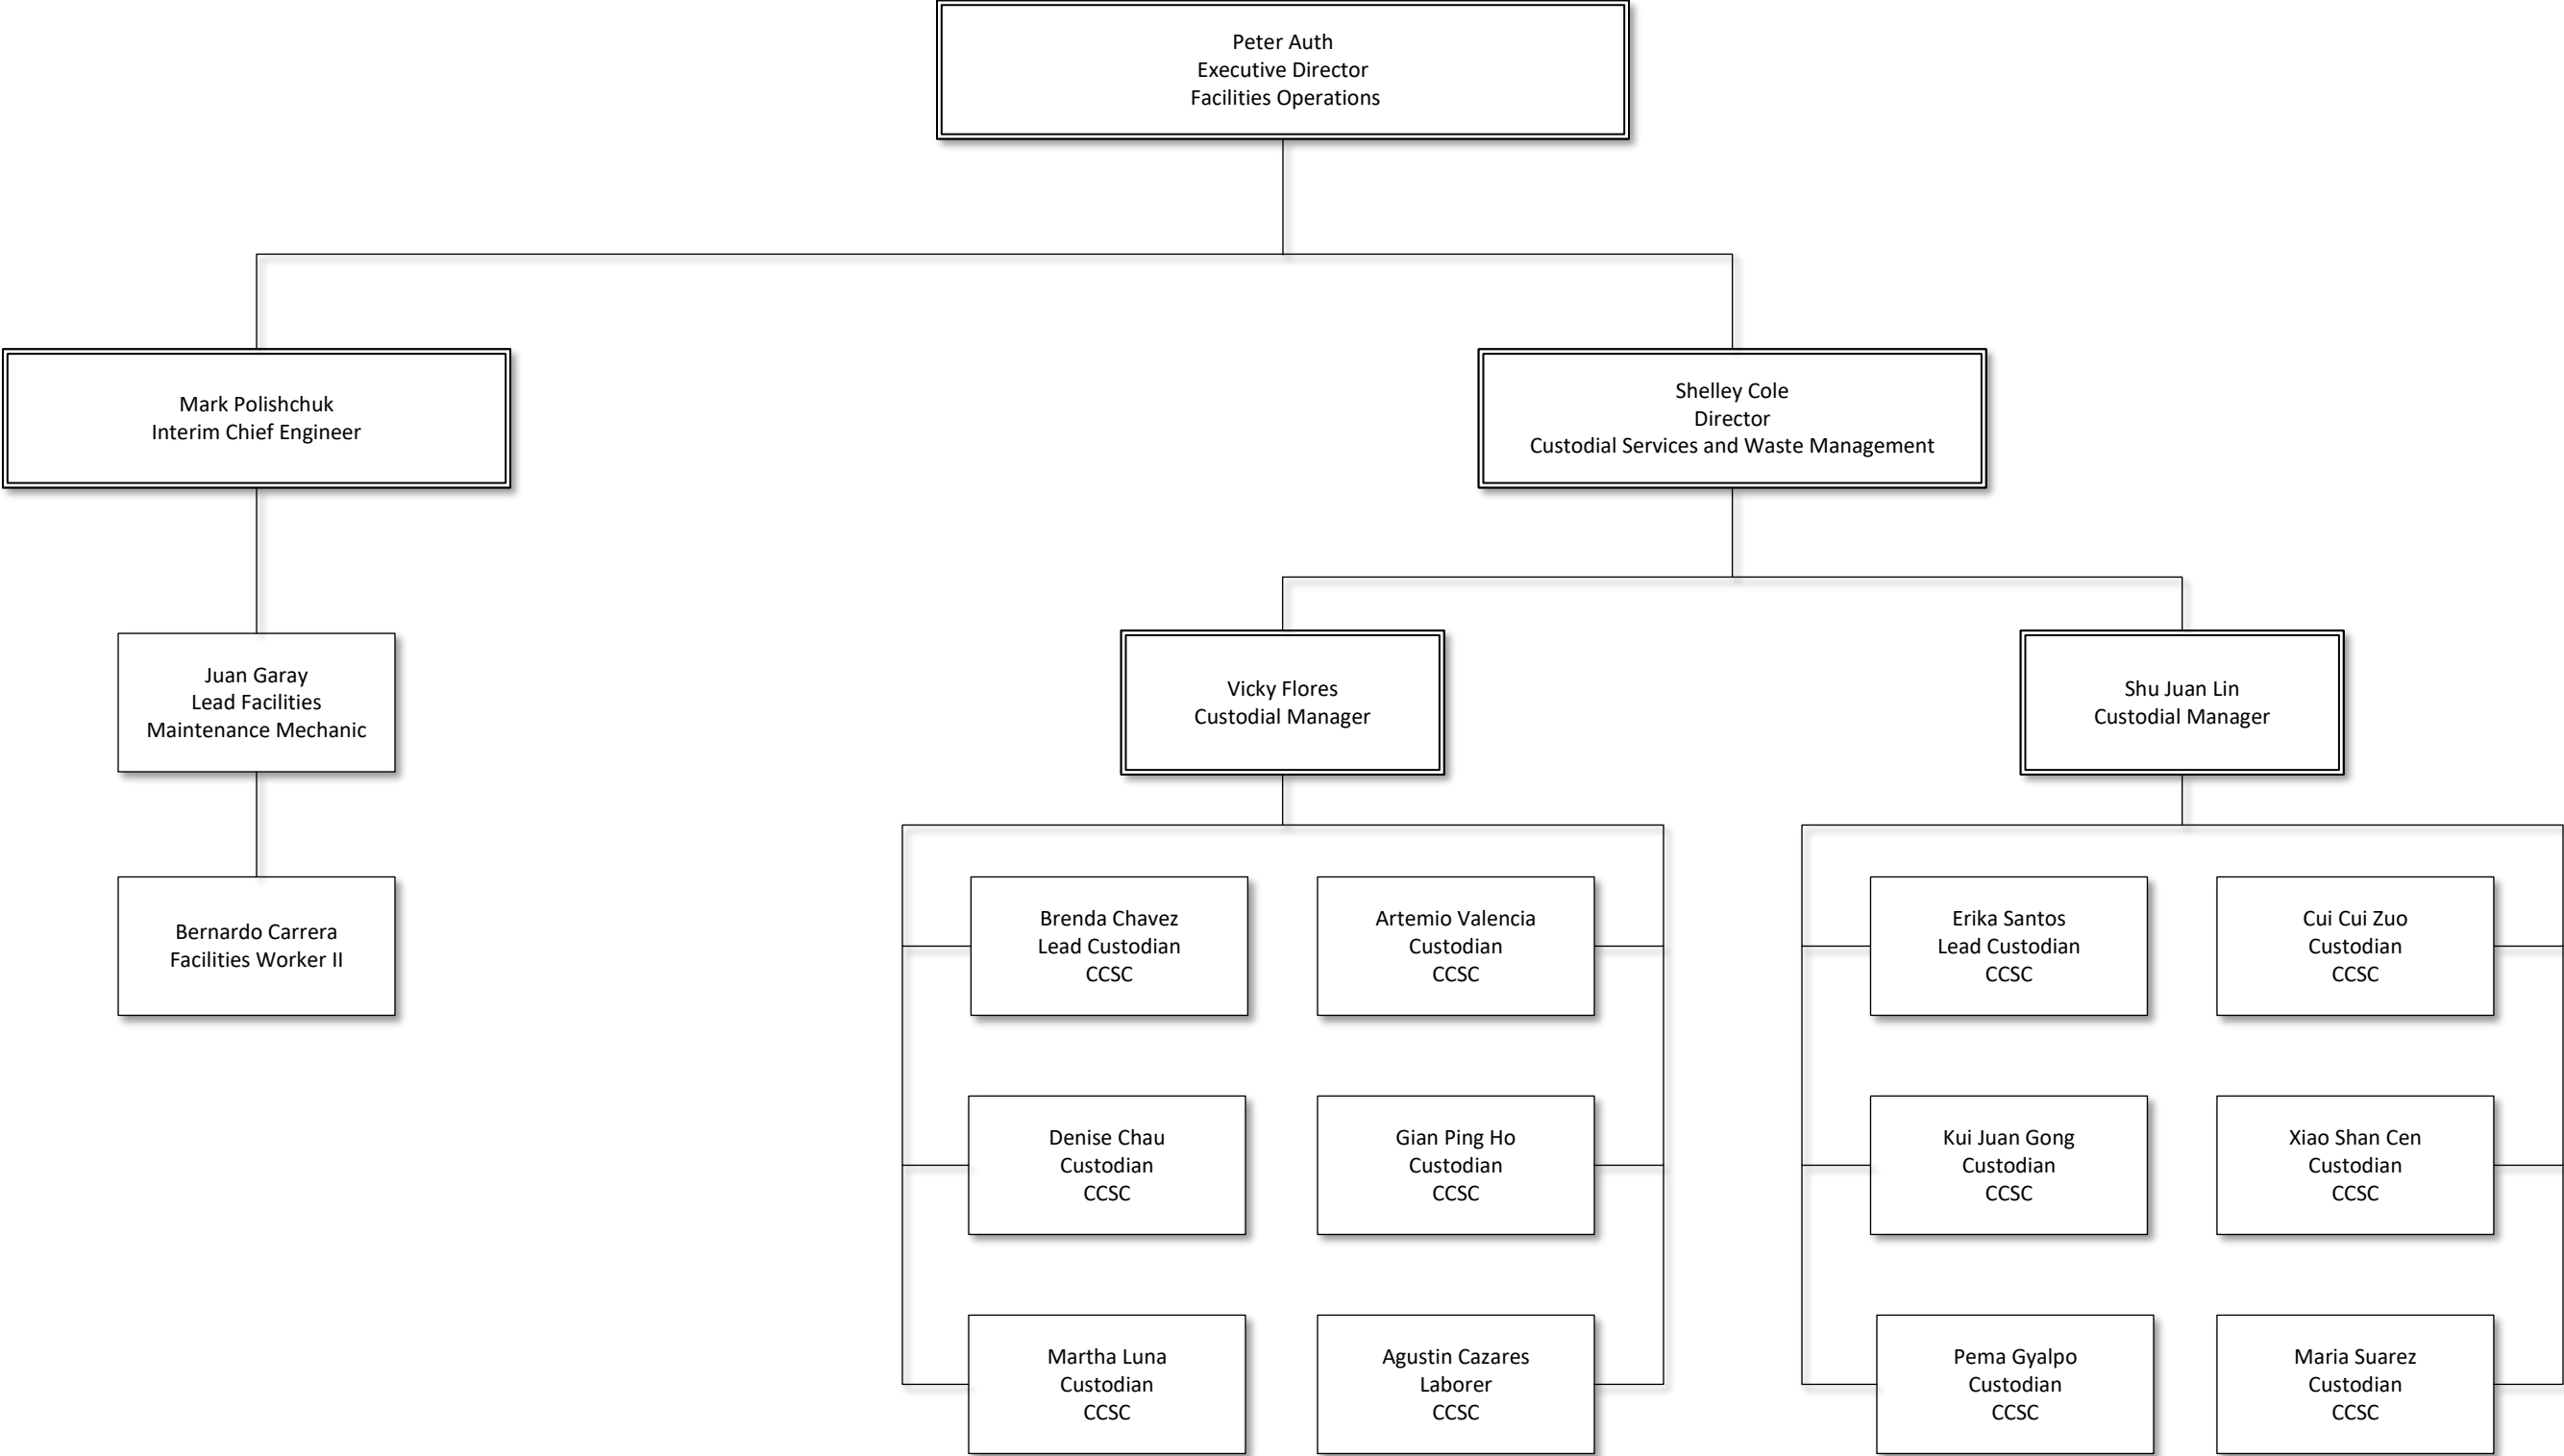 Peter Auth
Executive Director
Facilities Operations
Mark Polishchuk
Interim Chief Engineer
Shelley Cole
Director
Custodial Services and Waste Management
Juan Garay
Lead Facilities
Maintenance Mechanic
Vicky Flores
Custodial Manager
Shu Juan Lin
Custodial Manager
Bernardo Carrera
Facilities Worker II
Brenda Chavez
Lead Custodian
CCSC
Artemio Valencia
Custodian
CCSC
Erika Santos
Lead Custodian
CCSC
Cui Cui Zuo
Custodian
CCSC
Denise Chau
Custodian
CCSC
Gian Ping Ho
Custodian
CCSC
Kui Juan Gong
Custodian
CCSC
Xiao Shan Cen
Custodian
CCSC
Martha Luna
Custodian
CCSC
Agustin Cazares
Laborer
CCSC
Pema Gyalpo
Custodian
CCSC
Maria Suarez
Custodian
CCSC